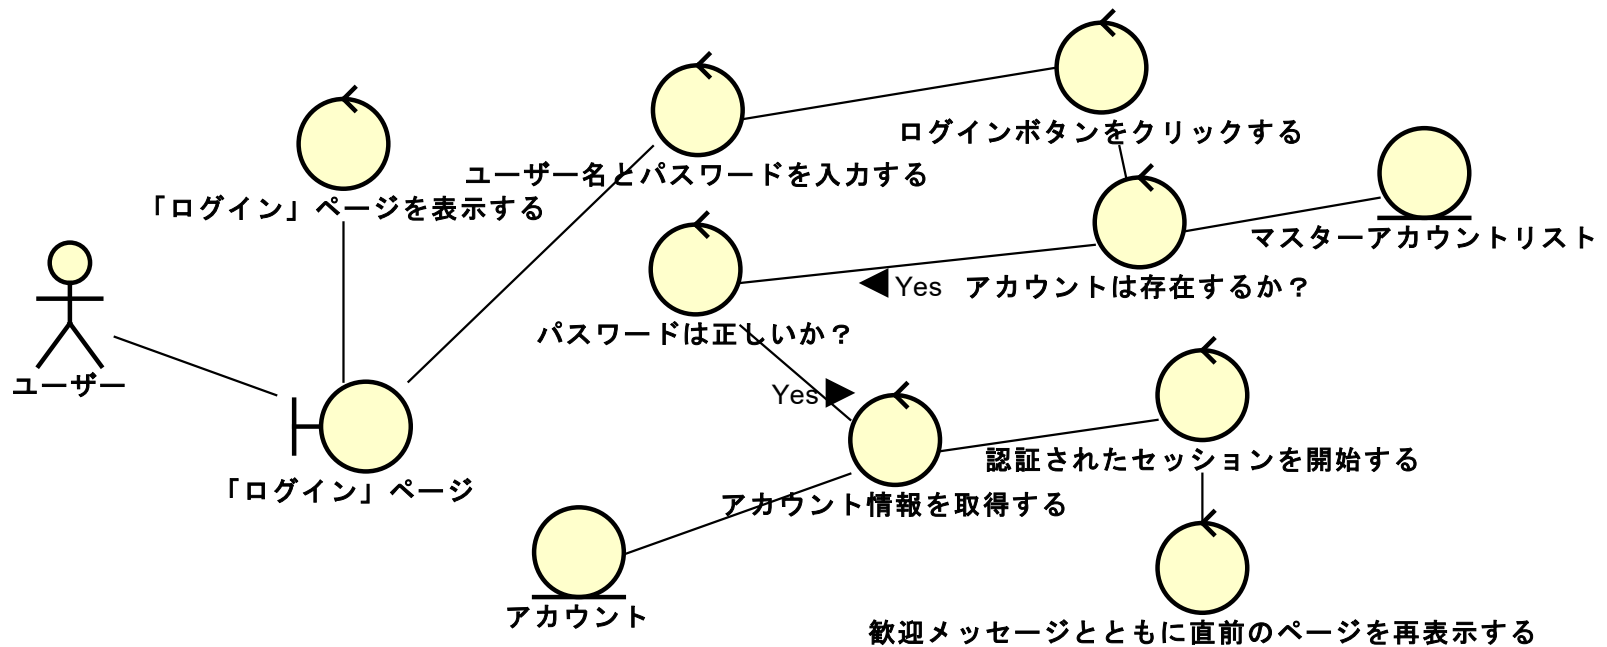 ログインボタンをクリックする
ユーザー名とパスワードを入力する
「ログイン」ページを表示する
マスターアカウントリスト
Yes
アカウントは存在するか？
パスワードは正しいか？
ユーザー
Yes
認証されたセッションを開始する
「ログイン」ページ
アカウント情報を取得する
アカウント
歓迎メッセージとともに直前のページを再表示する